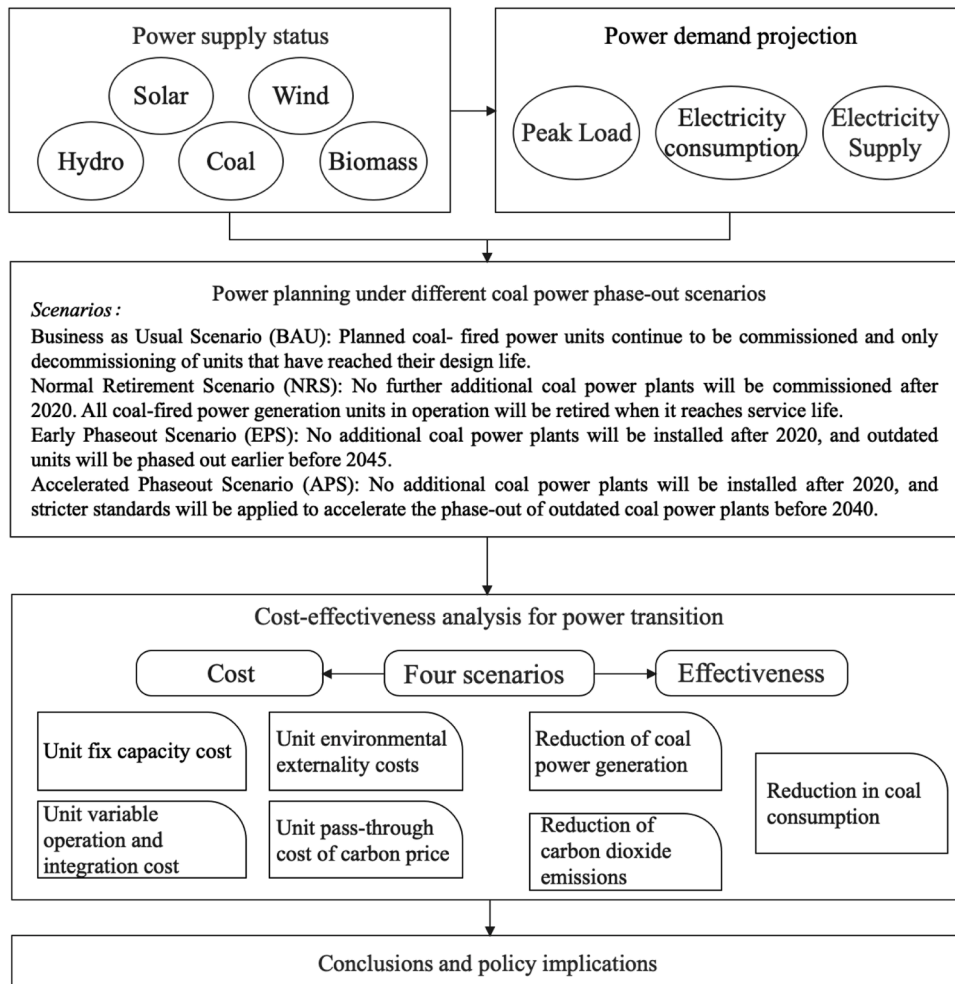 Power supply status
Solar
Wind
Hydro
Coal
Biomass
Power demand projection
Peak Load
Electricity
consumption
Electricity
Supply
Power planning under different coal power phase-out scenarios
Scenarios :
Business as Usual Scenario (BAU): Planned coal- fired power units continue to be commissioned and only
decommissioning of units that have reached their design life.
Normal Retirement Scenario (NRS): No further additional coal power plants will be commissioned after
2020. All coal-fired power generation units in operation will be retired when it reaches service life.
Early Phaseout Scenario (EPS): No additional coal power plants will be installed after 2020, and outdated
units will be phased out earlier before 2045.
Accelerated Phaseout Scenario (APS): No additional coal power plants will be installed after 2020, and
stricter standards will be applied to accelerate the phase-out of outdated coal power plants before 2040.
Cost-effectiveness analysis for power transition
Cost
Four scenarios
Effectiveness
Unit fix capacity cost
Unit environmental
externality costs
Reduction of coal
power generation
Unit variable
operation and
integration cost
Unit pass-through
cost of carbon price
Reduction of
carbon dioxide
emissions
Reduction in coal
consumption
Conclusions and policy implications